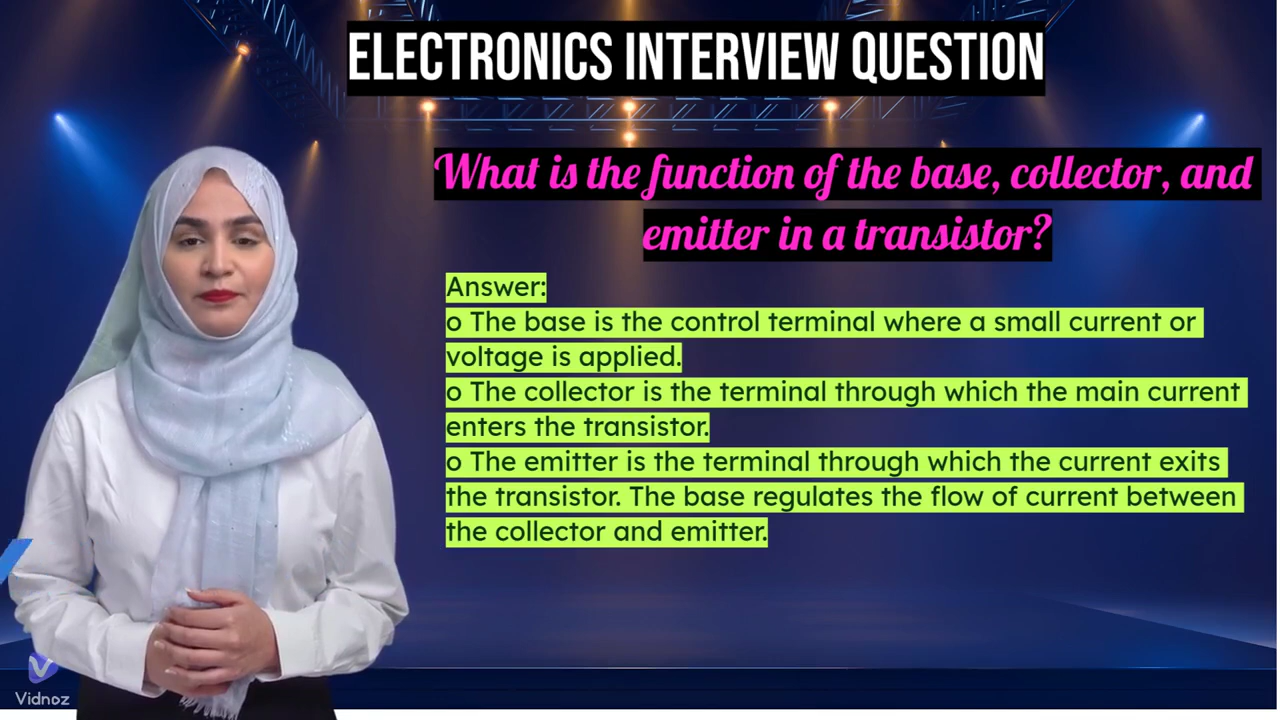 ELECTRONICS INTERVIEW QUESTION
What is the function of the base, collector, and
emitter in a transistor?
Answer:
o The base is the control terminal where a small current or
voltage is applied.
o The collector is the terminal through which the main current
enters the transistor.
o The emitter is the terminal through which the current exits
the transistor. The base regulates the flow of current between
the collector and emitter.
Vidnoz